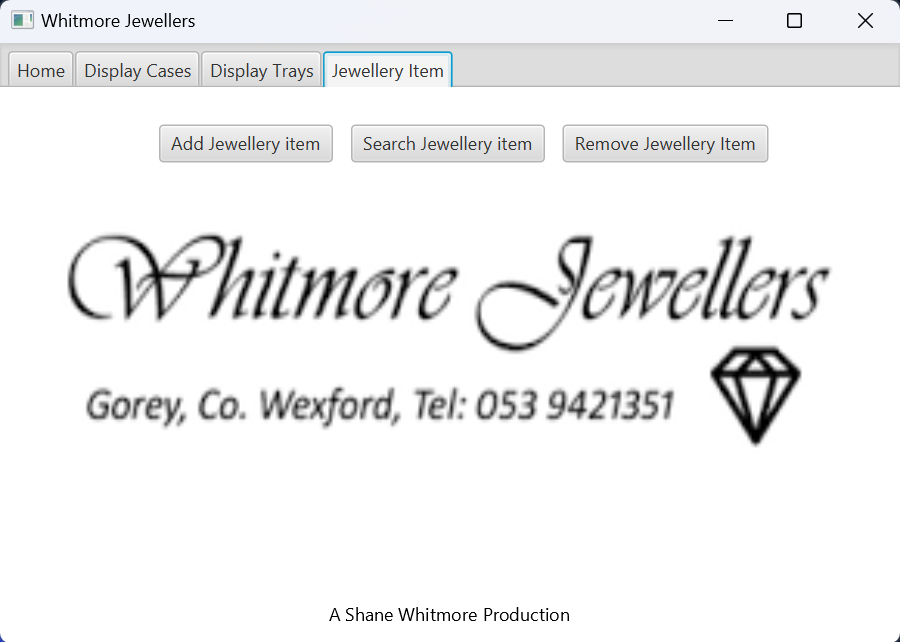 Whitmore Jewellers
Home Display Cases Display Trays Jewellery Item
Add Jewellery item Search Jewellery item Remove Jewellery Item
Whitmore Jewellers
Gorey, Co. Wexford, Tel: 053 9421351
A Shane Whitmore Production